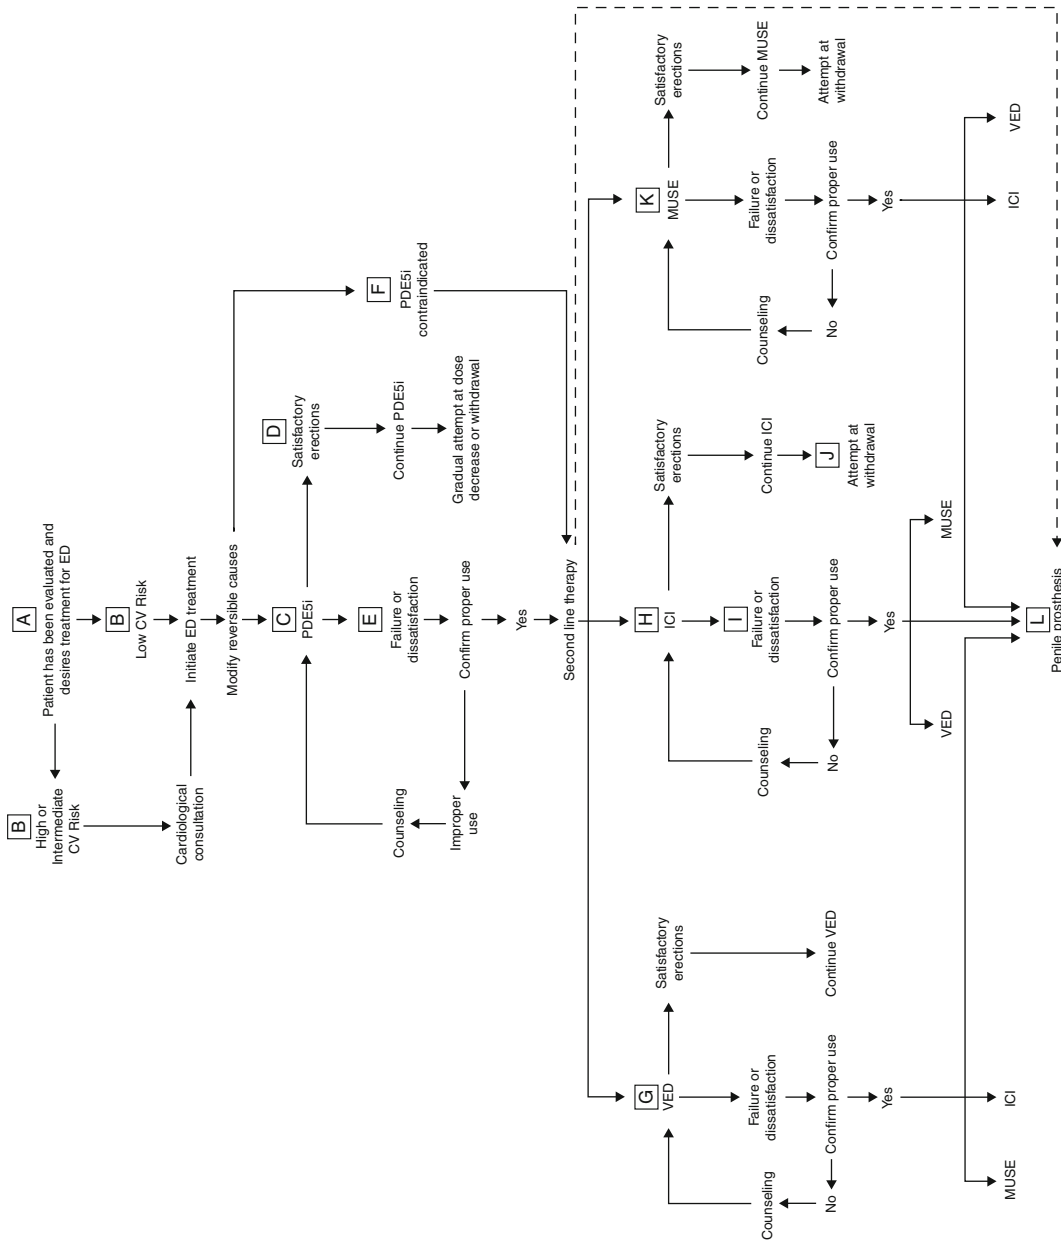 A
Patient has been evaluated and
desires treatment for ED
B
High or
Intermediate
CV Risk
B
Low CV Risk
Cardiological
consultation
Initiate ED treatment
Modify reversible causes
C
PDE5i
D
Satisfactory
erections
Continue PDE5i
Gradual attempt at dose
decrease or withdrawal
E
Failure or
dissatisfaction
Confirm proper use
Improper
use
Counseling
Yes
F
PDE5i
contraindicated
Second line therapy
G
VED
Satisfactory
erections
Continue VED
Failure or
dissatisfaction
Confirm proper use
No
Counseling
Yes
MUSE
ICI
H
ICI
Satisfactory
erections
Continue ICI
J
Attempt at
withdrawal
I
Failure or
dissatisfaction
Confirm proper use
No
Counseling
Yes
VED
MUSE
K
MUSE
Satisfactory
erections
Continue MUSE
Attempt at
withdrawal
Failure or
dissatisfaction
Confirm proper use
No
Counseling
Yes
ICI
VED
L
Penile prosthesis